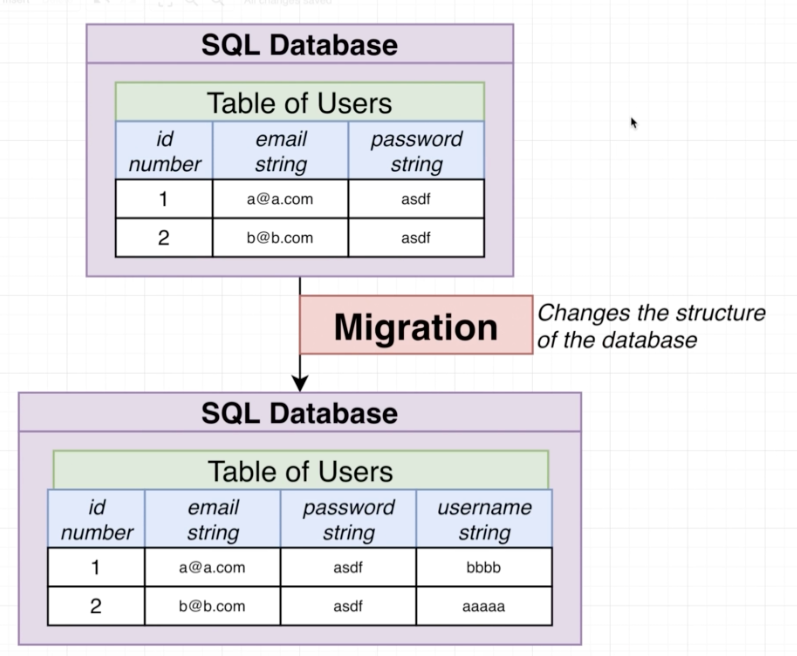 SQL Database
Table of Users
id number
email string
password string
1
a@a.com
asdf
2
b@b.com
asdf
Migration
Changes the structure
of the database
SQL Database
Table of Users
id number
email string
password string
username string
1
a@a.com
asdf
bbbb
2
b@b.com
asdf
aaaaa